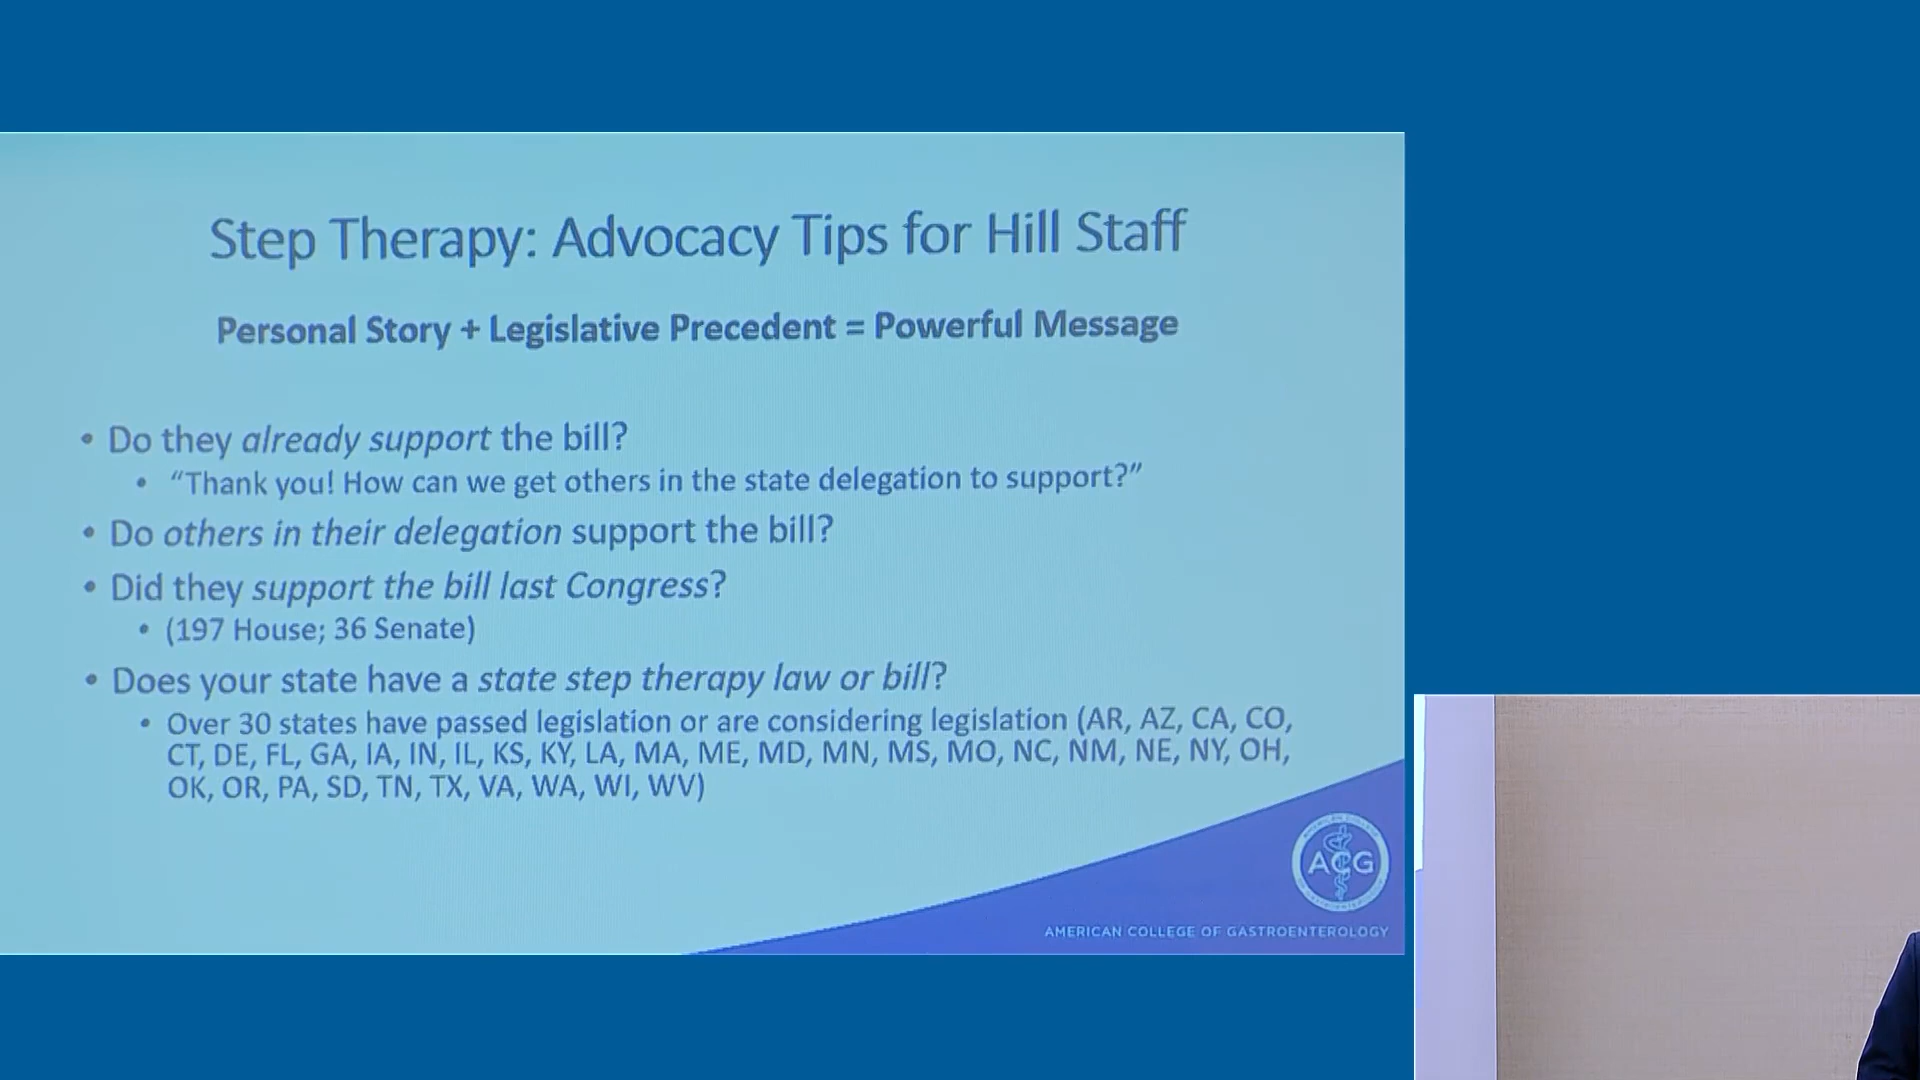 Step Therapy: Advocacy Tips for Hill Staff
Personal Story + Legislative Precedent = Powerful Message
• Do they already support the bill?
• “Thank you! How can we get others in the state delegation to support?”
• Do others in their delegation support the bill?
• Did they support the bill last Congress?
• (197 House; 36 Senate)
• Does your state have a state step therapy law or bill?
• Over 30 states have passed legislation or are considering legislation (AR, AZ, CA, CO,
CT, DE, FL, GA, IA, IN, IL, KS, KY, LA, MA, ME, MD, MN, MS, MO, NC, NM, NE, NY, OH,
OK, OR, PA, SD, TN, TX, VA, WA, WI, WV)
ACG
AMERICAN COLLEGE OF GASTROENTEROLOGY